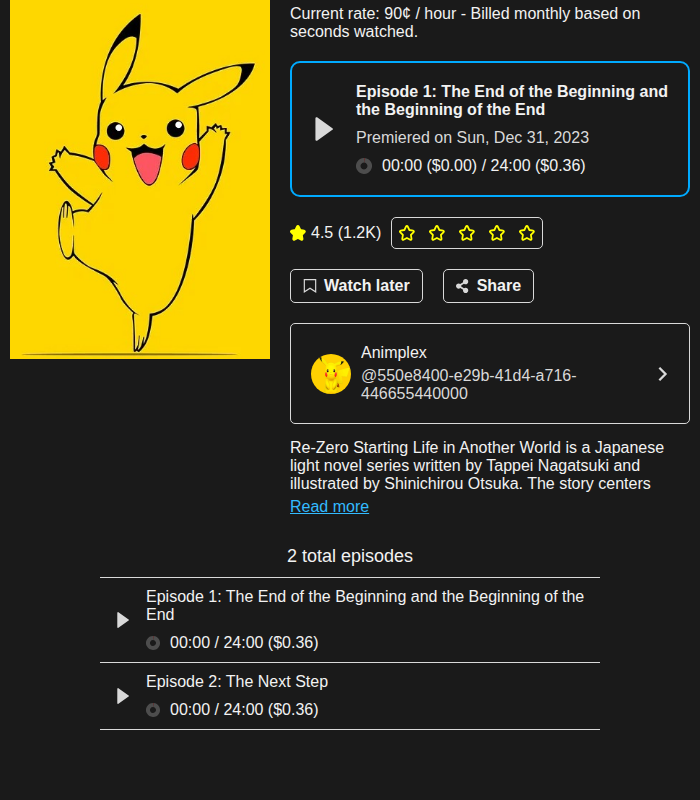 Current rate: 90¢ / hour - Billed monthly based on
seconds watched.
Episode 1: The End of the Beginning and
the Beginning of the End
Premiered on Sun, Dec 31, 2023
00:00 ($0.00) / 24:00 ($0.36)
4.5 (1.2K)
Watch later
Share
Animplex
@550e8400-e29b-41d4-a716-
446655440000
Re-Zero Starting Life in Another World is a Japanese
light novel series written by Tappei Nagatsuki and
illustrated by Shinichirou Otsuka. The story centers
Read more
2 total episodes
Episode 1: The End of the Beginning and the Beginning of the
End
00:00 / 24:00 ($0.36)
Episode 2: The Next Step
00:00 / 24:00 ($0.36)